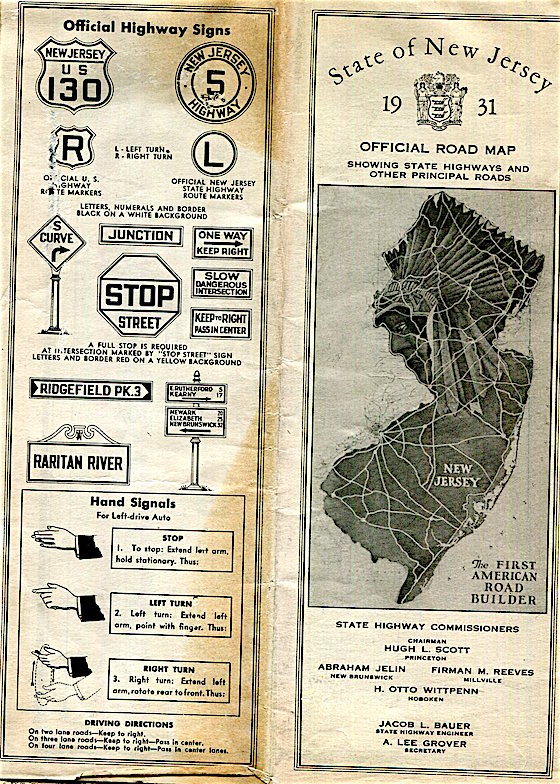 Official Highway Signs
NEW JERSEY
U S
130
NEW JERSEY
5
HIGHWAY
R
L - LEFT TURN.
R - RIGHT TURN
L
U. S.
MARKERS
OFFICIAL NEW JERSEY
STATE HIGHWAY
ROUTE MARKERS
LETTERS, NUMERALS AND BORDER
BLACK ON A WHITE BACKGROUND
S
CURVE
JUNCTION
ONE WAY
KEEP RIGHT
STOP
STREET
SLOW
DANGEROUS
INTERSECTION
KEEP TO RIGHT
PASS IN CENTER
A FULL STOP IS REQUIRED
AT INTERSECTION MARKED BY "STOP STREET" SIGN
LETTERS AND BORDER RED ON A YELLOW BACKGROUND
RIDGEFIELD PK. 3
E. RUTHERFORD 5
KEARNY 17
NEWARK
ELIZABETH
NEW BRUNSWICK
RARITAN RIVER
Hand Signals
For Left-drive Auto
STOP
1. To stop: Extend left arm,
hold stationary. Thus:
LEFT TURN
2. Left turn: Extend left
arm, point with finger. Thus:
RIGHT TURN
3. Right turn: Extend left
arm, rotate rear to front. Thus:
DRIVING DIRECTIONS
On two lane roads—Keep to right.
On three lane roads—Keep to right—Pass in center.
On four lane roads—Keep to right—Pass in center lanes.
State of New Jersey
19 31
OFFICIAL ROAD MAP
SHOWING STATE HIGHWAYS AND
OTHER PRINCIPAL ROADS
NEW
JERSEY
The FIRST
AMERICAN
ROAD
BUILDER
STATE HIGHWAY COMMISSIONERS
CHAIRMAN
HUGH L. SCOTT
PRINCETON
ABRAHAM JELIN FIRMAN M. REEVES
NEW BRUNSWICK MILLVILLE
H. OTTO WITTPENN
HOBOKEN
JACOB L. BAUER
STATE HIGHWAY ENGINEER
A. LEE GROVER
SECRETARY